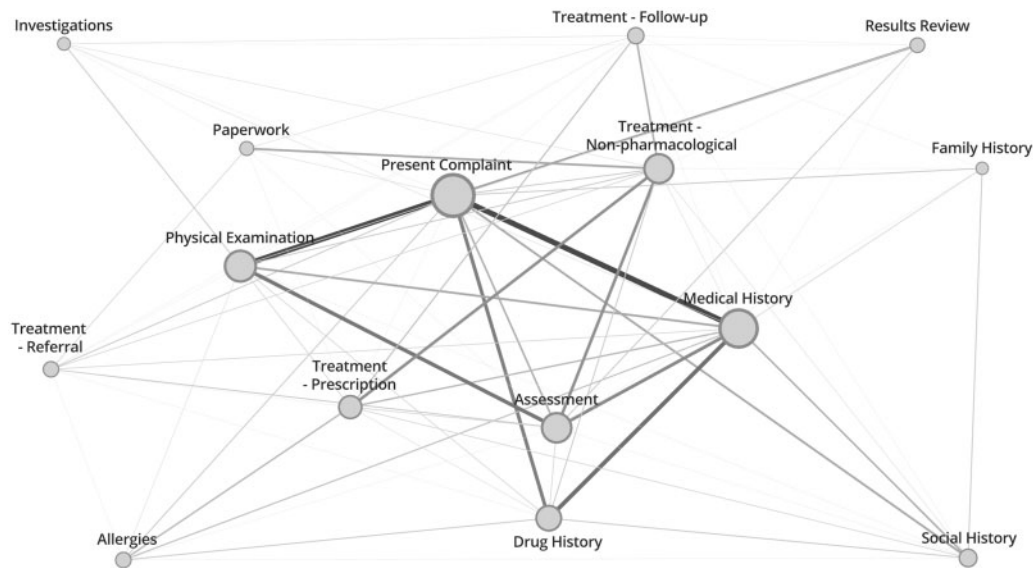 Investigations
Treatment - Follow-up
Results Review
Paperwork
Treatment -
Non-pharmacological
Family History
Present Complaint
Physical Examination
Medical History
Treatment
- Referral
Treatment
- Prescription
Assessment
Allergies
Drug History
Social History